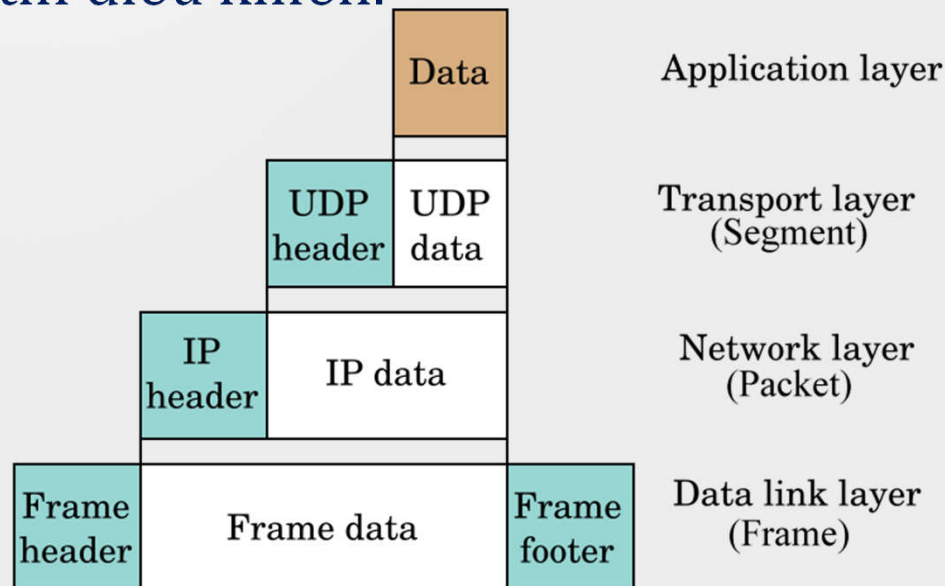 Data
Application layer
UDP
header
UDP
data
Transport layer
(Segment)
IP
header
IP data
Network layer
(Packet)
Frame
header
Frame data
Frame
footer
Data link layer
(Frame)